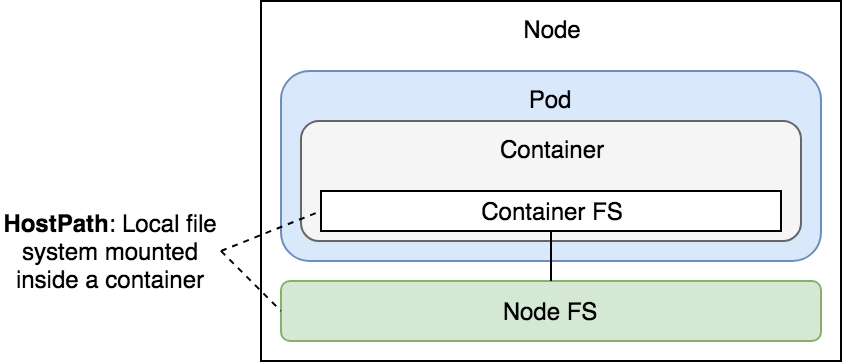 Node
Pod
Container
Container FS
HostPath: Local file
system mounted
inside a container
Node FS